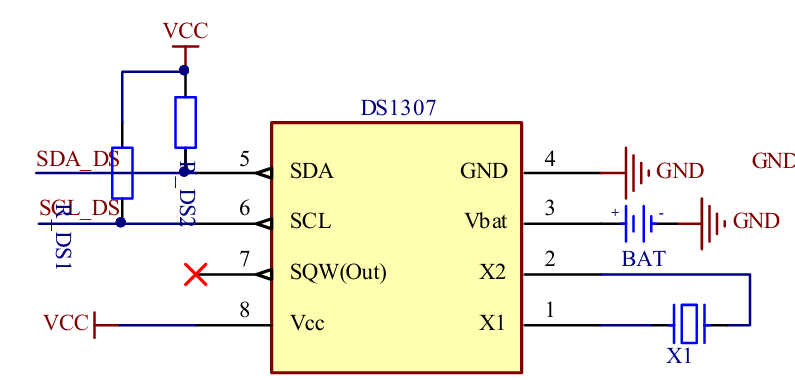 VCC
DS1307
SDA_DS 5 SDA GND 4 GND GND
SCL_DS 6 SCL Vbat 3 + - GND
R_DS1 R_DS2
7 SQW(Out) X2 2 BAT
VCC 8 Vcc X1 1 X1